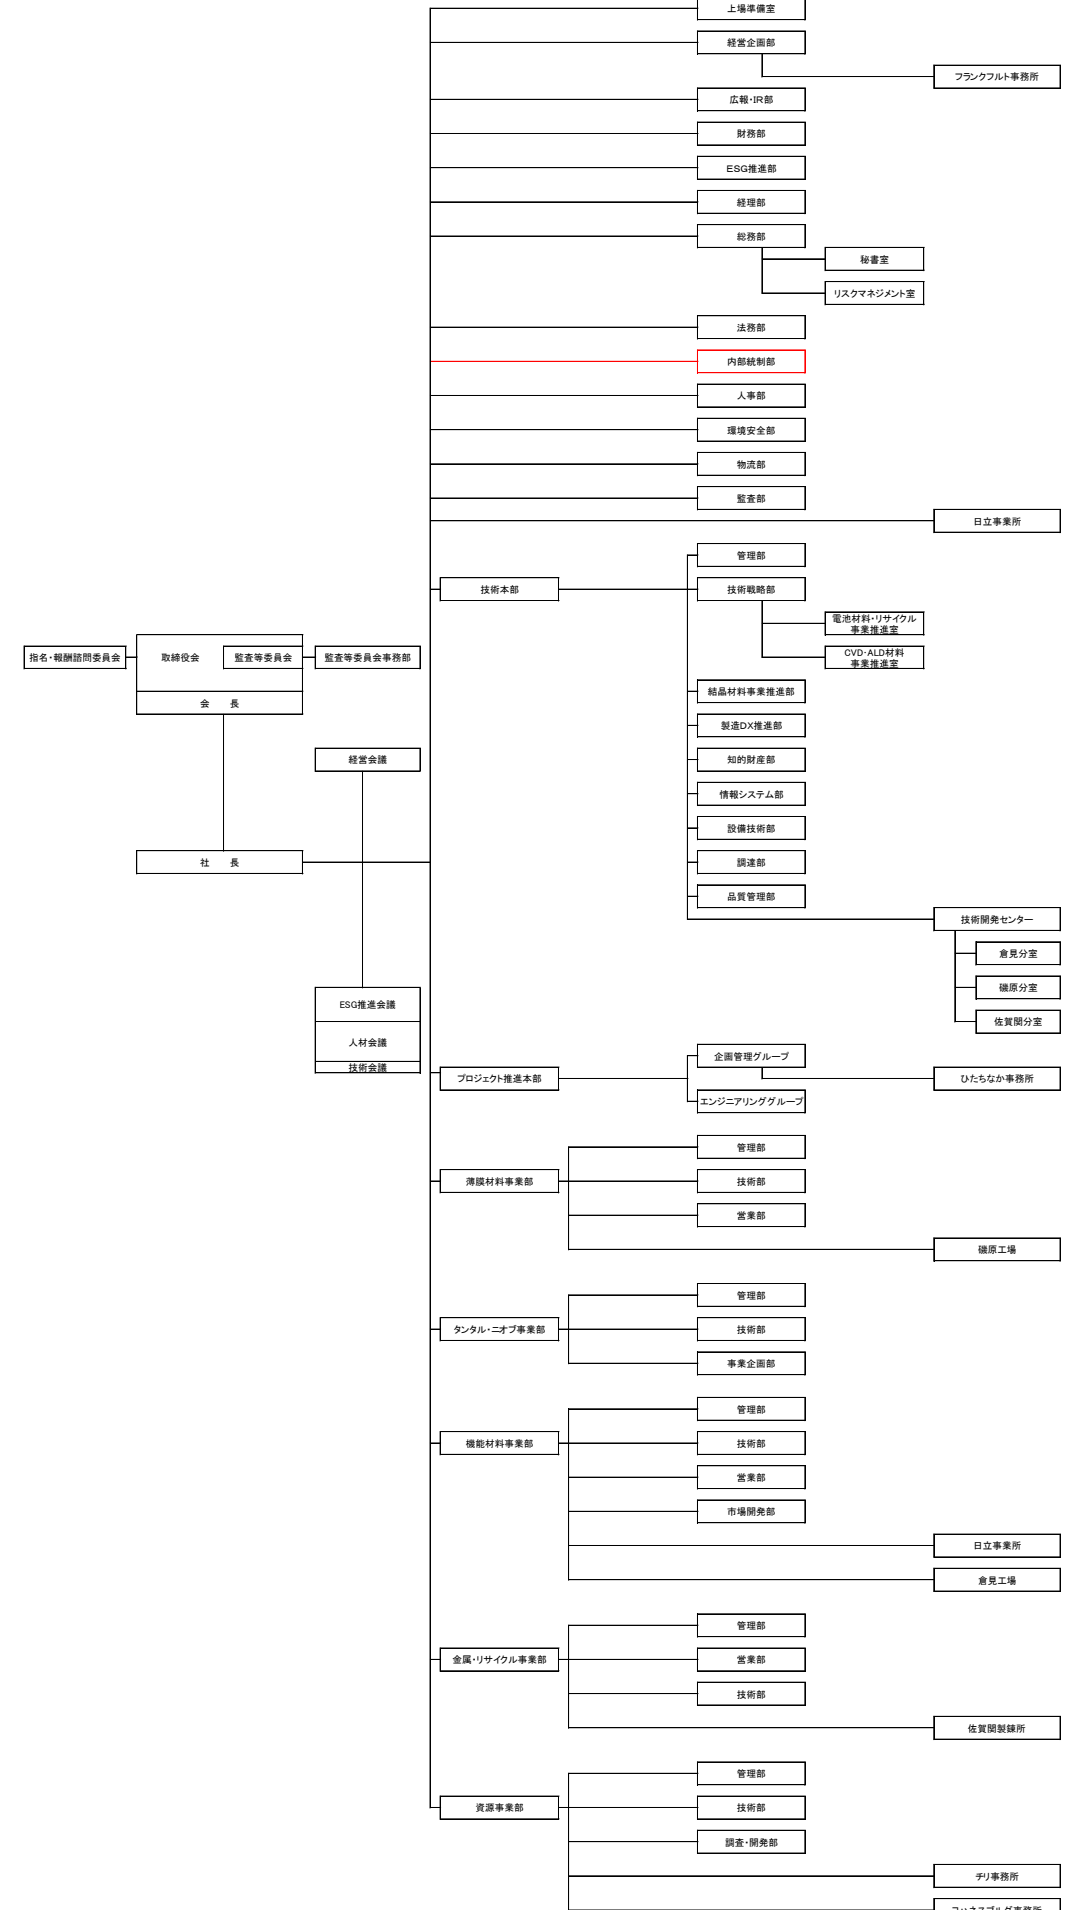 上場準備室
経営企画部
フランクフルト事務所
広報・IR部
財務部
ESG推進部
経理部
総務部
秘書室
リスクマネジメント室
法務部
内部統制部
人事部
環境安全部
物流部
監査部
日立事業所
管理部
技術本部
技術戦略部
電池材料・リサイクル
事業推進室
CVD・ALD材料
事業推進室
指名・報酬諮問委員会
取締役会
監査等委員会
監査等委員会事務部
会　長
結晶材料事業推進部
製造DX推進部
経営会議
知的財産部
情報システム部
設備技術部
社　長
調達部
品質管理部
技術開発センター
倉見分室
磯原分室
佐賀関分室
ESG推進会議
人材会議
技術会議
プロジェクト推進本部
企画管理グループ
ひたちなか事務所
エンジニアリンググループ
管理部
薄膜材料事業部
技術部
営業部
磯原工場
管理部
タンタル・ニオブ事業部
技術部
事業企画部
管理部
機能材料事業部
技術部
営業部
市場開発部
日立事業所
倉見工場
管理部
金属・リサイクル事業部
営業部
技術部
佐賀関製錬所
管理部
資源事業部
技術部
調査・開発部
チリ事務所